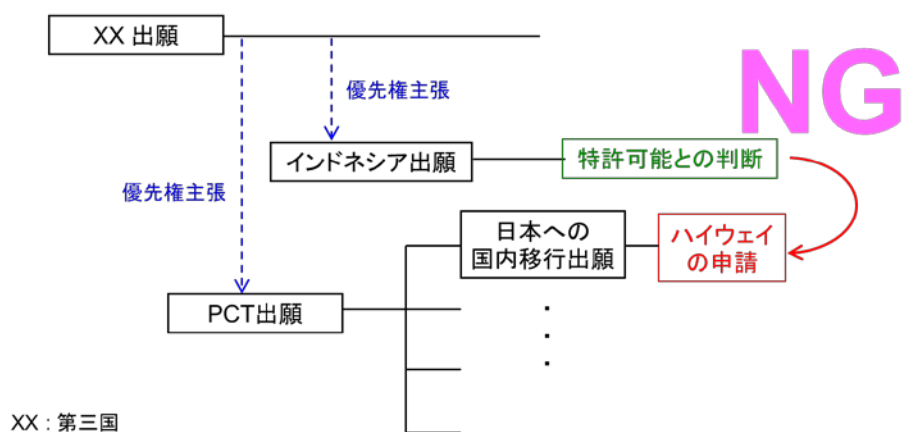 XX 出願
NG
優先権主張
インドネシア出願
特許可能との判断
優先権主張
日本への
国内移行出願
ハイウェイ
の申請
PCT出願
XX : 第三国